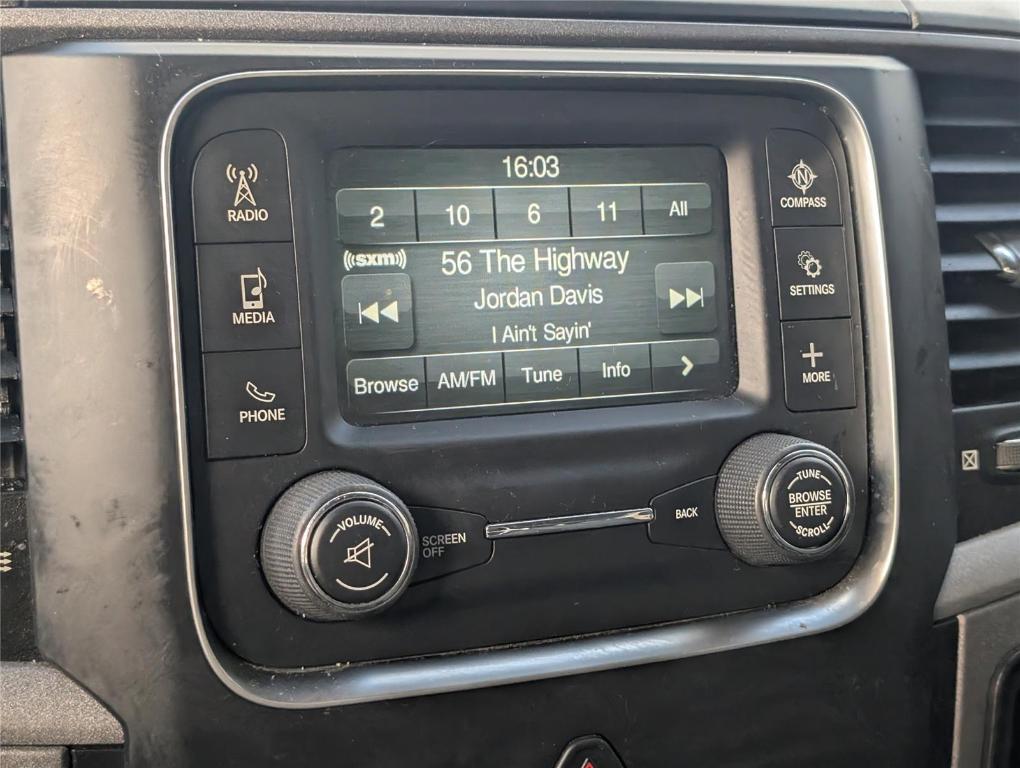 16:03
2 10 6 11 All
((sxm)) 56 The Highway
Jordan Davis
I Ain't Sayin'
Browse AM/FM Tune Info
RADIO
MEDIA
PHONE
N
COMPASS
SETTINGS
MORE
VOLUME
SCREEN
OFF
BACK
TUNE
BROWSE
ENTER
SCROLL